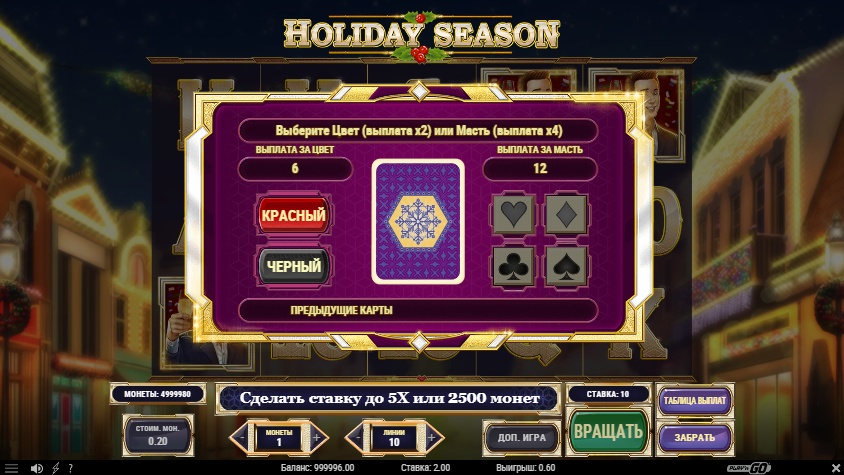 HOLIDAY SEASON
Выберите Цвет (выплата x2) или Масть (выплата x4)
ВЫПЛАТА ЗА ЦВЕТ
ВЫПЛАТА ЗА МАСТЬ
6
12
КРАСНЫЙ
ЧЕРНЫЙ
ПРЕДЫДУЩИЕ КАРТЫ
МОНЕТЫ: 4999980
Сделать ставку до 5X или 2500 монет
СТАВКА: 10
ТАБЛИЦА ВЫПЛАТ
СТОИМ. МОН.
0.20
МОНЕТЫ
1
ЛИНИИ
10
ДОП. ИГРА
ВРАЩАТЬ
ЗАБРАТЬ
Баланс: 999996.00
Ставка: 2.00
Выигрыш: 0.60
PLAY'N GO